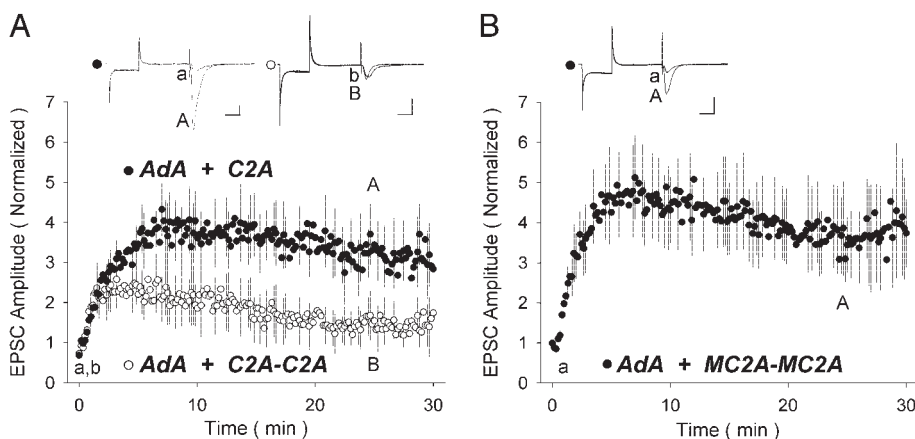 A
B
a
A
b
B
a
A
EPSC Amplitude ( Normalized )
7
6
5
4
3
2
1
0
AdA + C2A
A
a,b
AdA + C2A-C2A
B
0
10
20
30
Time ( min )
EPSC Amplitude ( Normalized )
7
6
5
4
3
2
1
0
A
a
AdA + MC2A-MC2A
0
10
20
30
Time ( min )